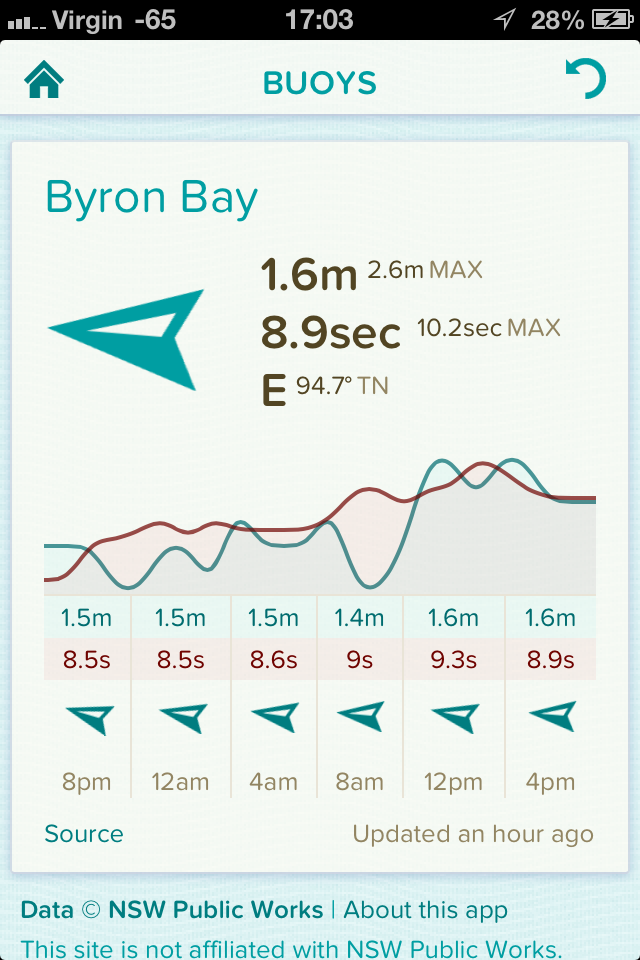 Virgin -65 17:03 28%
BUOYS
Byron Bay
1.6m 2.6m MAX
8.9sec 10.2sec MAX
E 94.7° TN
1.5m 1.5m 1.5m 1.4m 1.6m 1.6m
8.5s 8.5s 8.6s 9s 9.3s 8.9s
8pm 12am 4am 8am 12pm 4pm
Source Updated an hour ago
Data © NSW Public Works | About this app
This site is not affiliated with NSW Public Works.